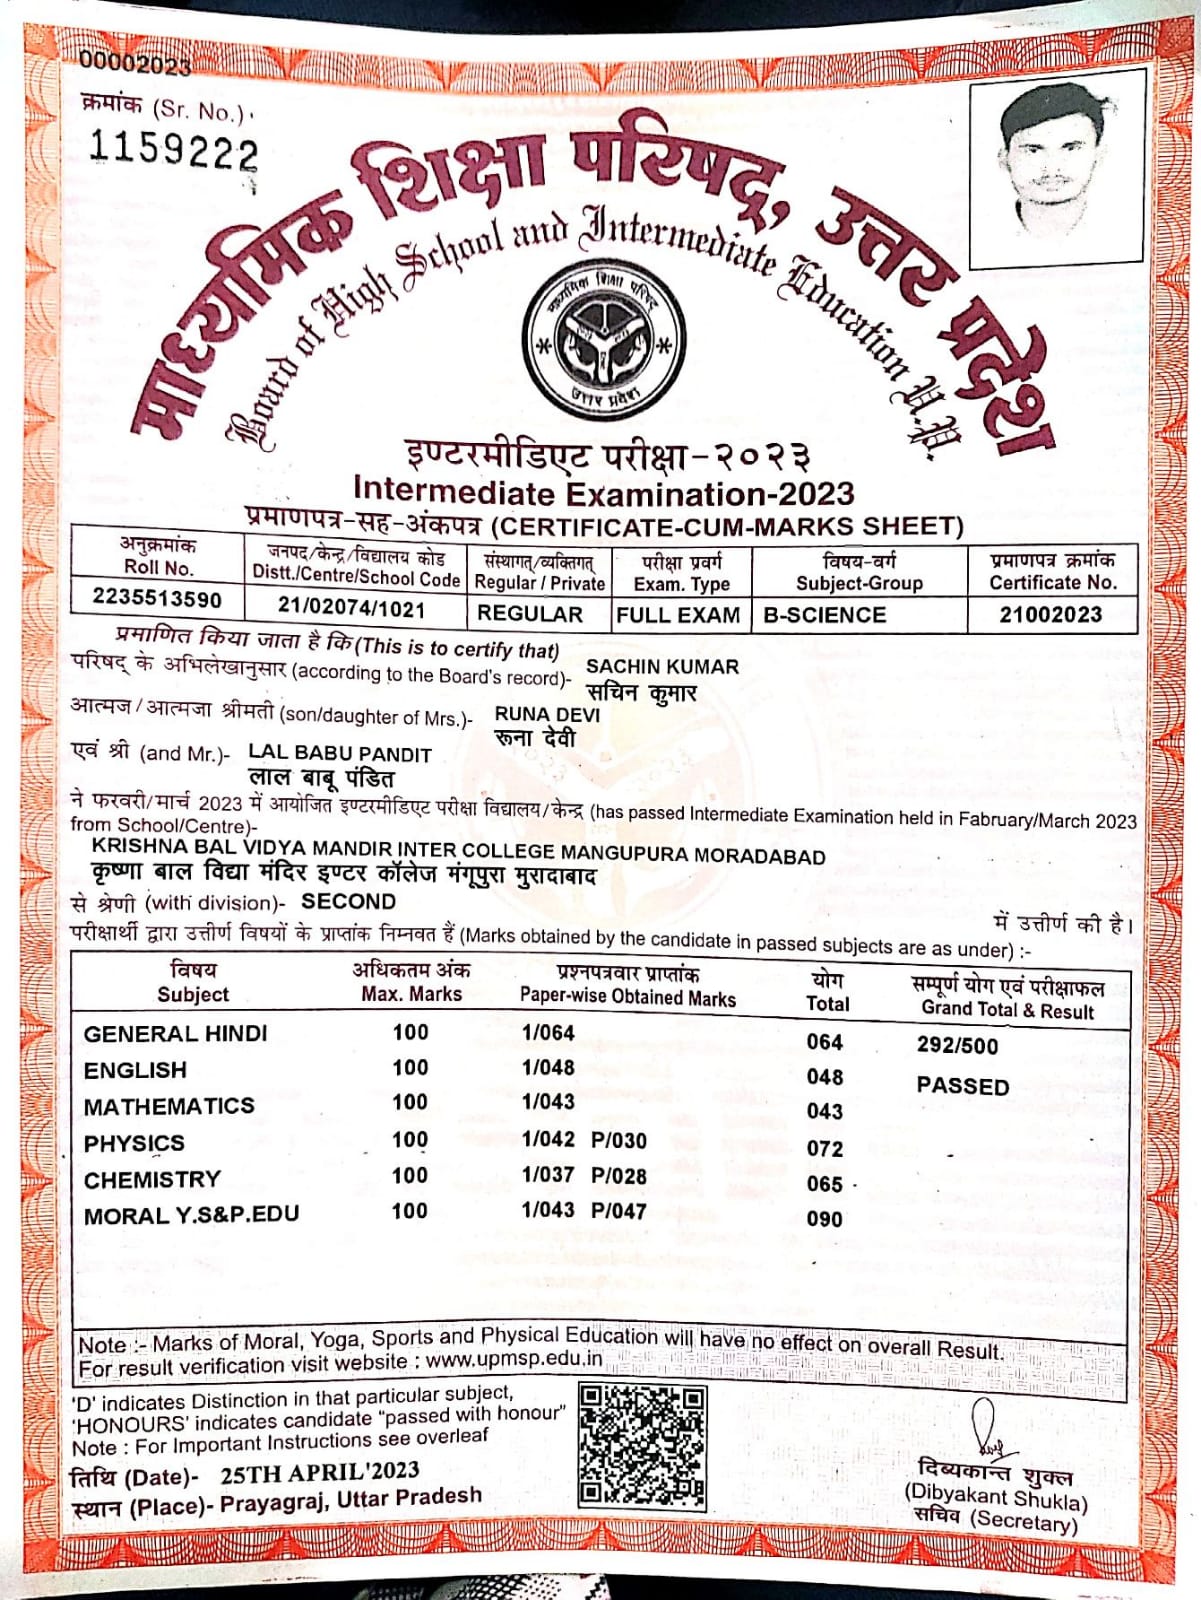 00002023
क्रमांक (Sr. No.)
1159222
माध्यमिक शिक्षा परिषद्, उत्तर प्रदेश
Board of High School and Intermediate Education U.P.
माध्यमिक शिक्षा परिषद्
उत्तर प्रदेश
इण्टरमीडिएट परीक्षा-२०२३
Intermediate Examination-2023
प्रमाणपत्र-सह-अंकपत्र (CERTIFICATE-CUM-MARKS SHEET)
अनुक्रमांक जनपद/केन्द्र/विद्यालय कोड संस्थागत्/व्यक्तिगत् परीक्षा प्रवर्ग विषय-वर्ग प्रमाणपत्र क्रमांक
Roll No. Distt./Centre/School Code Regular / Private Exam. Type Subject-Group Certificate No.
2235513590 21/02074/1021 REGULAR FULL EXAM B-SCIENCE 21002023
प्रमाणित किया जाता है कि (This is to certify that)
परिषद् के अभिलेखानुसार (according to the Board's record)- SACHIN KUMAR
सचिन कुमार
आत्मज/आत्मजा श्रीमती (son/daughter of Mrs.)- RUNA DEVI
रूना देवी
एवं श्री (and Mr.)- LAL BABU PANDIT
लाल बाबू पंडित
ने फरवरी/मार्च 2023 में आयोजित इण्टरमीडिएट परीक्षा विद्यालय/केन्द्र (has passed Intermediate Examination held in Fabruary/March 2023
from School/Centre)-
KRISHNA BAL VIDYA MANDIR INTER COLLEGE MANGUPURA MORADABAD
कृष्णा बाल विद्या मंदिर इण्टर कॉलेज मंगूपुरा मुरादाबाद
से श्रेणी (with division)- SECOND में उत्तीर्ण की है।
परीक्षार्थी द्वारा उत्तीर्ण विषयों के प्राप्तांक निम्नवत हैं (Marks obtained by the candidate in passed subjects are as under) :-
विषय अधिकतम अंक प्रश्नपत्रवार प्राप्तांक योग सम्पूर्ण योग एवं परीक्षाफल
Subject Max. Marks Paper-wise Obtained Marks Total Grand Total & Result
GENERAL HINDI 100 1/064 064 292/500
ENGLISH 100 1/048 048 PASSED
MATHEMATICS 100 1/043 043
PHYSICS 100 1/042 P/030 072
CHEMISTRY 100 1/037 P/028 065
MORAL Y.S&P.EDU 100 1/043 P/047 090
Note :- Marks of Moral, Yoga, Sports and Physical Education will have no effect on overall Result.
For result verification visit website : www.upmsp.edu.in
'D' indicates Distinction in that particular subject,
'HONOURS' indicates candidate "passed with honour"
Note : For Important Instructions see overleaf
तिथि (Date)- 25TH APRIL'2023
स्थान (Place)- Prayagraj, Uttar Pradesh
दिब्यकान्त शुक्ल
(Dibyakant Shukla)
सचिव (Secretary)